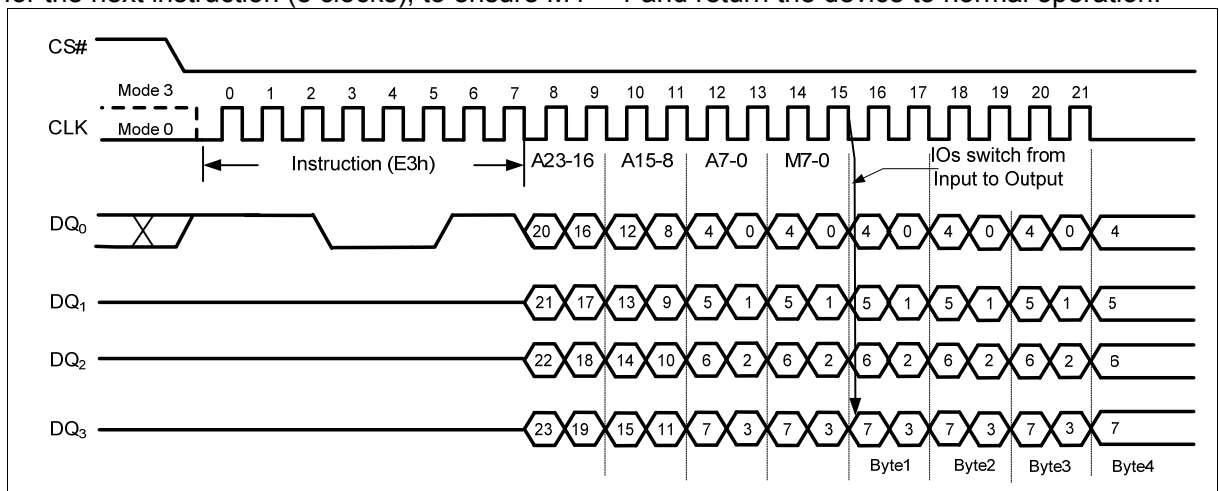 for the next instruction (8 clocks), to ensure M4 = 1 and return the device to normal operation.
CS#
Mode 3
0 1 2 3 4 5 6 7 8 9 10 11 12 13 14 15 16 17 18 19 20 21
CLK
Mode 0
Instruction (E3h)
A23-16 A15-8 A7-0 M7-0
IOs switch from
Input to Output
DQ0 20 16 12 8 4 0 4 0 4 0 4 0 4 0 4
DQ1 21 17 13 9 5 1 5 1 5 1 5 1 5 1 5
DQ2 22 18 14 10 6 2 6 2 6 2 6 2 6 2 6
DQ3 23 19 15 11 7 3 7 3 7 3 7 3 7 3 7
Byte1 Byte2 Byte3 Byte4